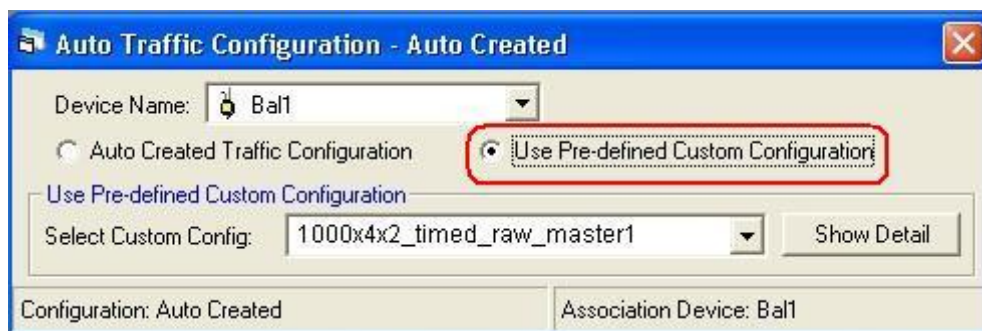 Auto Traffic Configuration - Auto Created
Device Name: Bal1
Auto Created Traffic Configuration Use Pre-defined Custom Configuration
Use Pre-defined Custom Configuration
Select Custom Config: 1000x4x2_timed_raw_master1 Show Detail
Configuration: Auto Created Association Device: Bal1